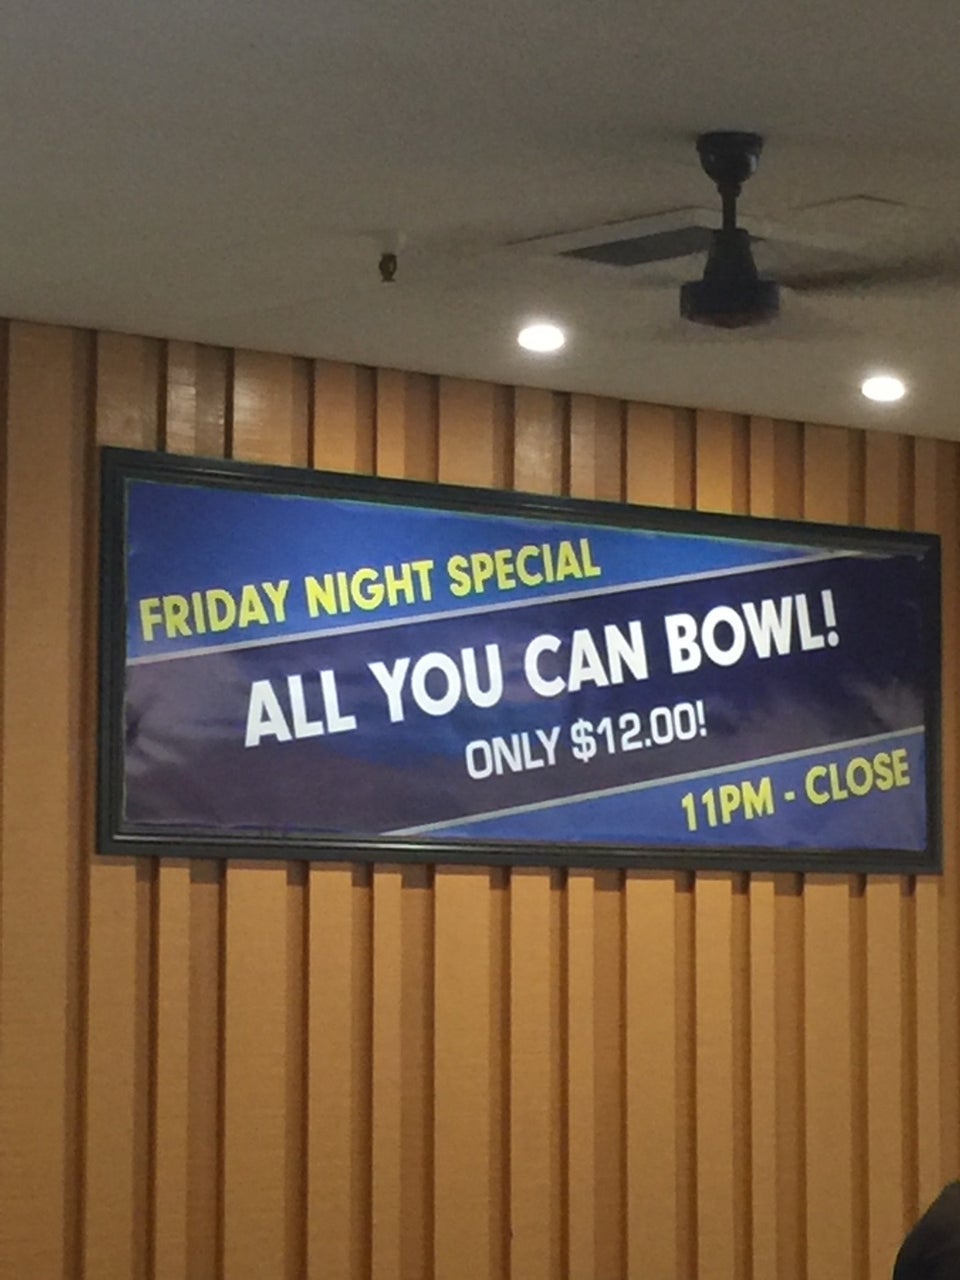 FRIDAY NIGHT SPECIAL
ALL YOU CAN BOWL!
ONLY $12.00!
11PM - CLOSE